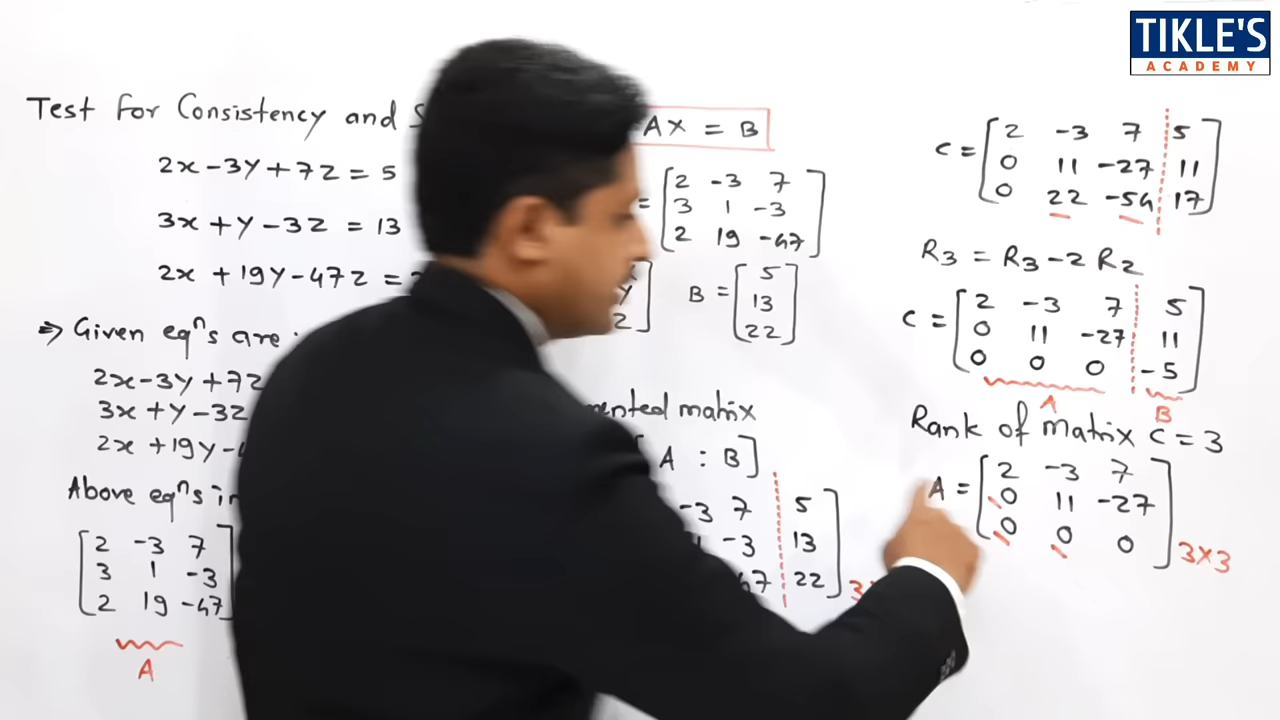 TIKLE'S
ACADEMY
Test for Consistency and
2x - 3y + 7z = 5
3x + y - 3z = 13
2x + 19y - 47z =
⇒ Given eqⁿs are
2x - 3y + 7z
3x + y - 3z
2x + 19y -
Above eqⁿs in
[2 -3 7
3 1 -3
2 19 -47]
A
AX = B
= [2 -3 7
3 1 -3
2 19 -47]
y
z]
B = [5
13
22]
matrix
[A : B]
-3 7 ⋮ 5
-3 ⋮ 13
47 ⋮ 22]
C = [2 -3 7 ⋮ 5
0 11 -27 ⋮ 11
0 22 -54 ⋮ 17]
R3 = R3 - 2 R2
C = [2 -3 7 ⋮ 5
0 11 -27 ⋮ 11
0 0 0 ⋮ -5]
A B
Rank of matrix C = 3
A = [2 -3 7
0 11 -27
0 0 0] 3×3